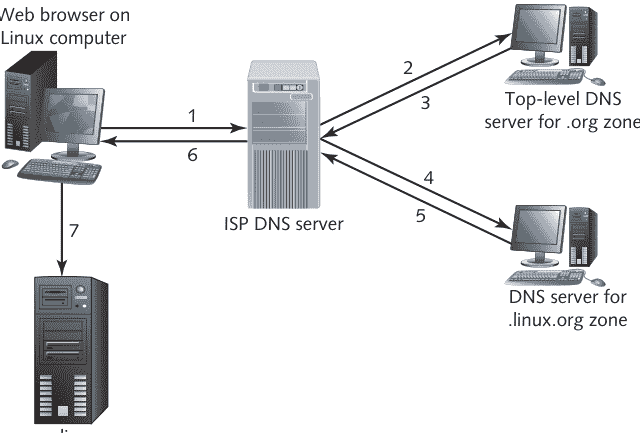 Web browser on
Linux computer
1
6
2
3
Top-level DNS
server for .org zone
ISP DNS server
4
5
7
DNS server for
.linux.org zone